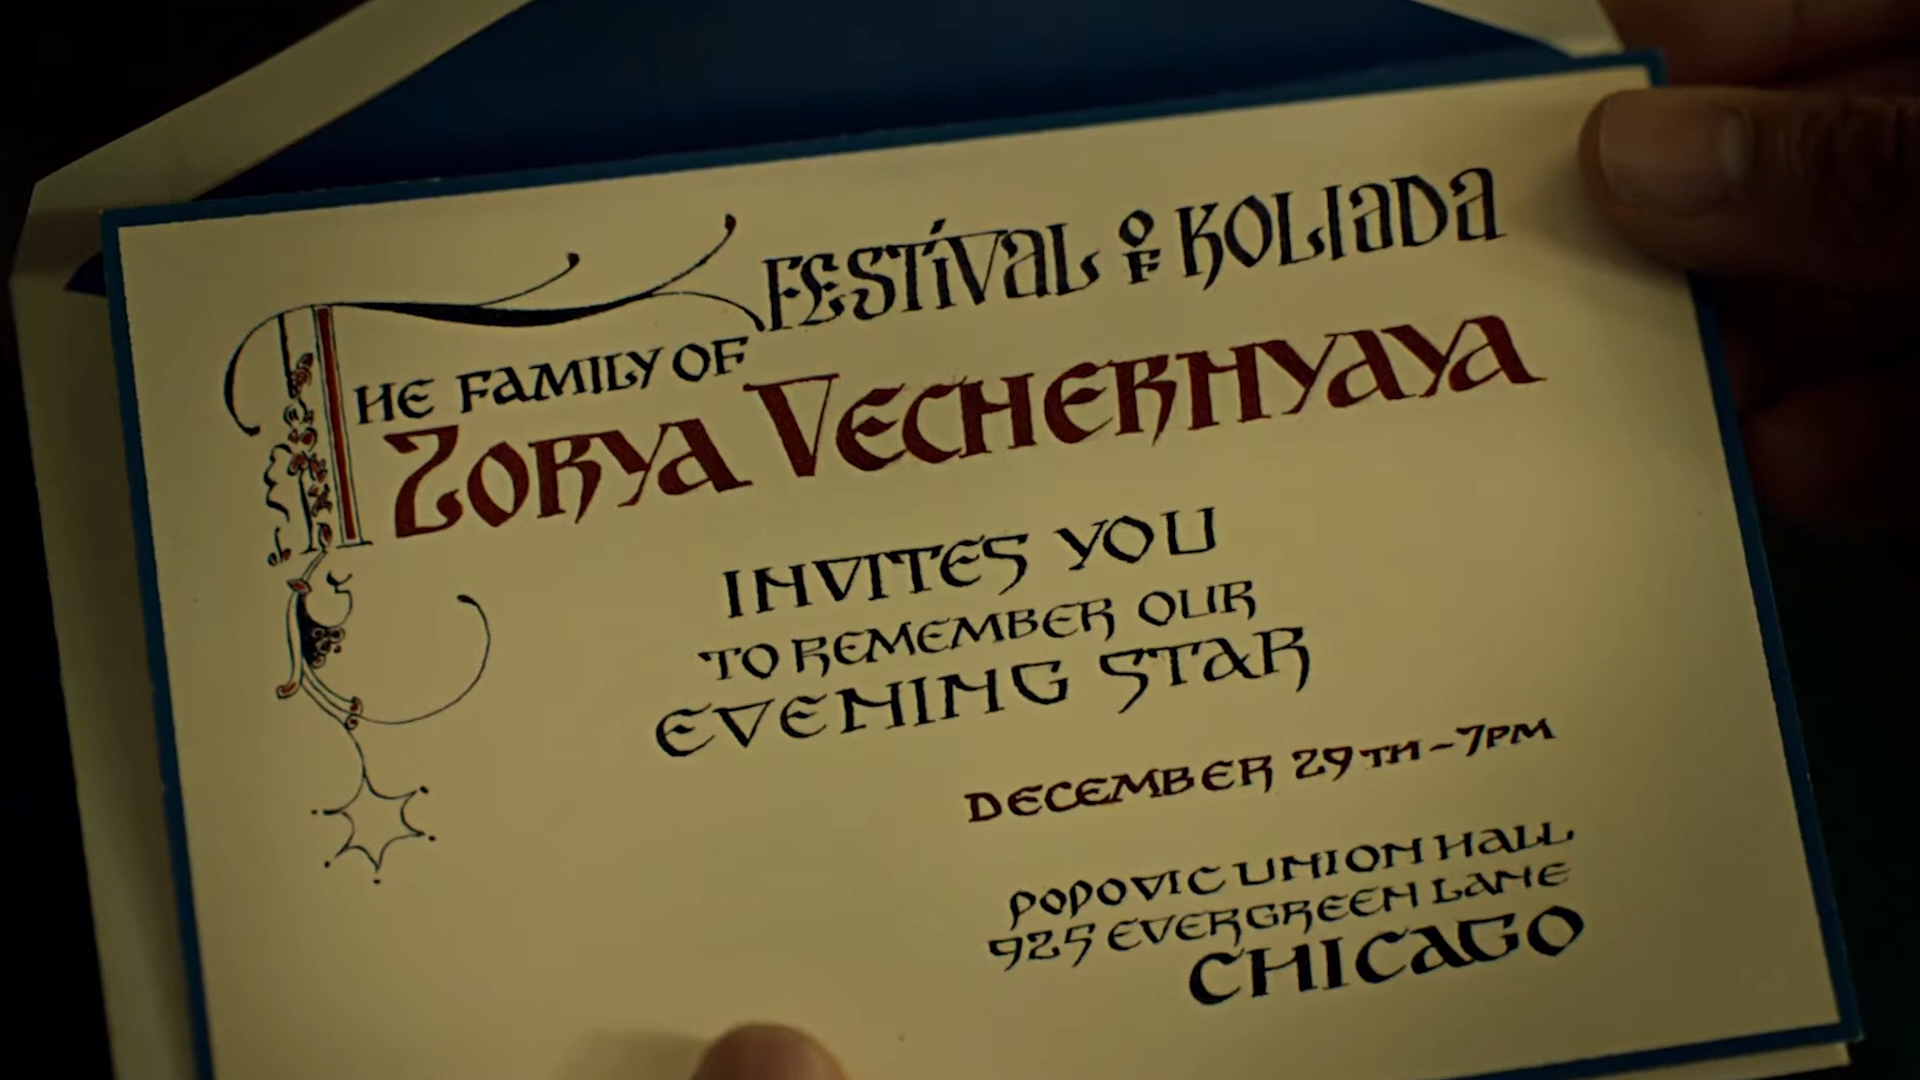 FESTIVAL OF KOLIADA
THE FAMILY OF
ZORYA VECHERNYAYA
INVITES YOU
TO REMEMBER OUR
EVENING STAR
DECEMBER 29TH - 7PM
POPOVIC UNION HALL
925 EVERGREEN LANE
CHICAGO